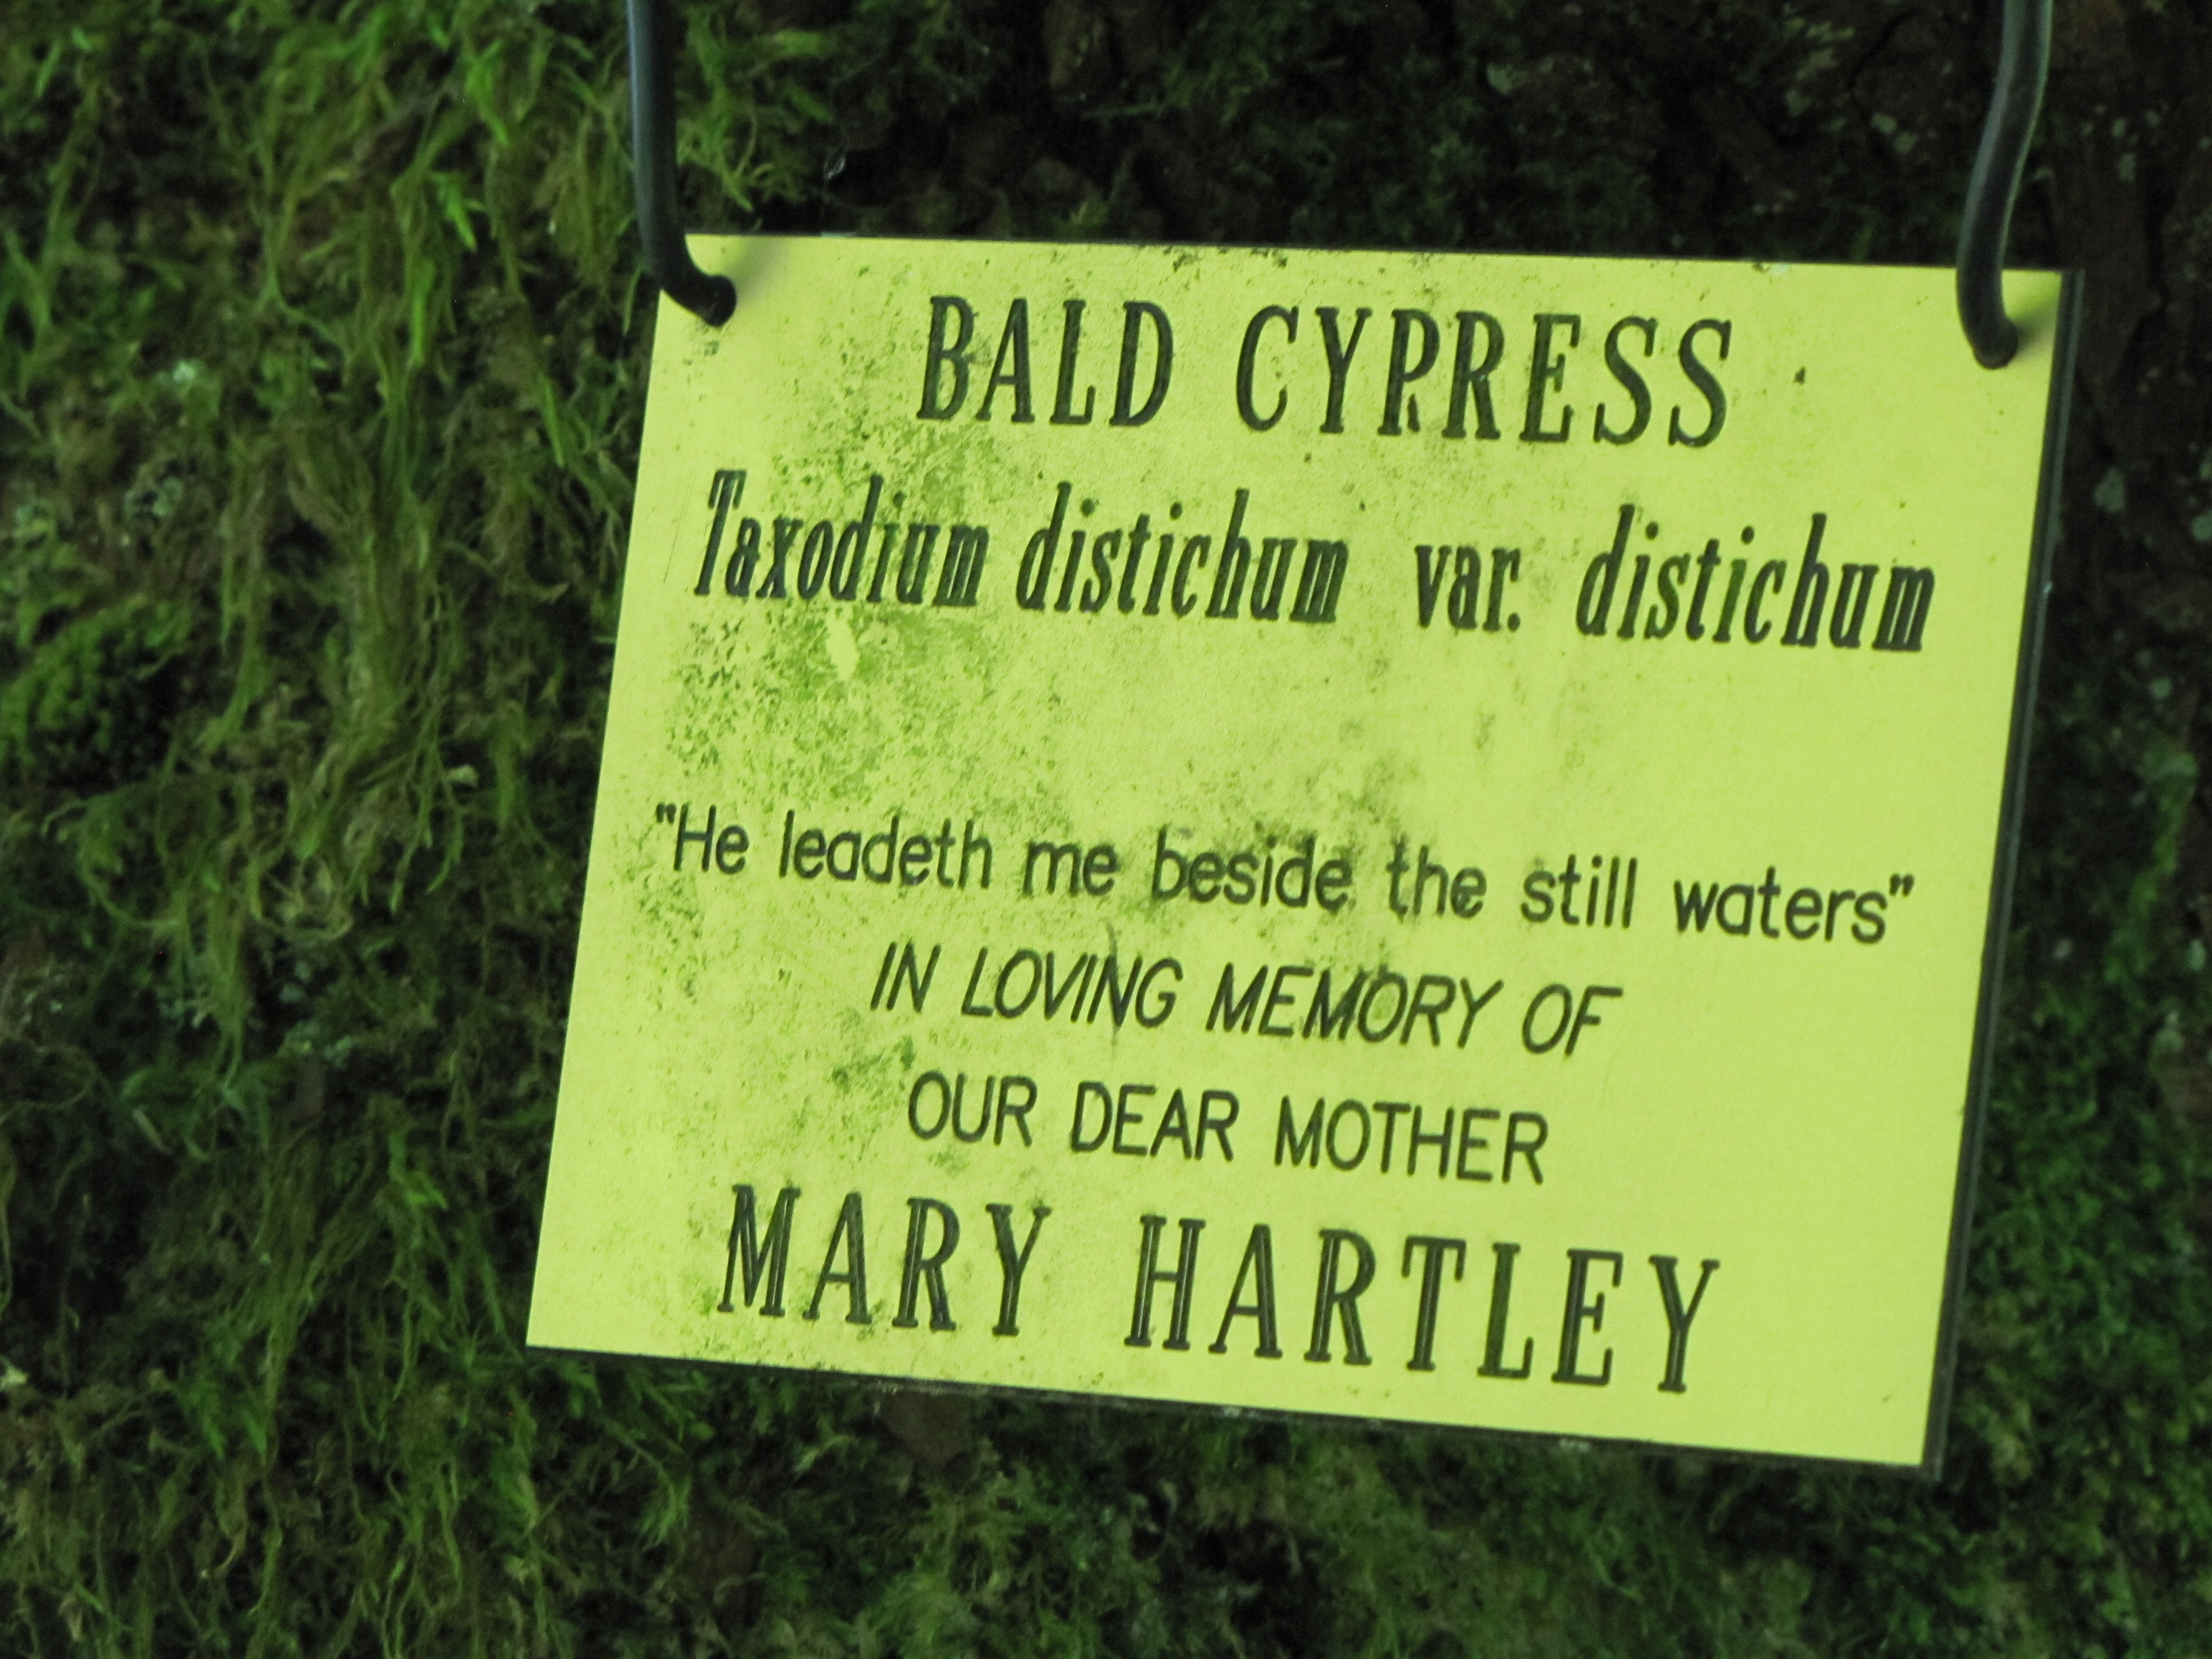 BALD CYPRESS
Taxodium distichum var. distichum
"He leadeth me beside the still waters"
IN LOVING MEMORY OF
OUR DEAR MOTHER
MARY HARTLEY